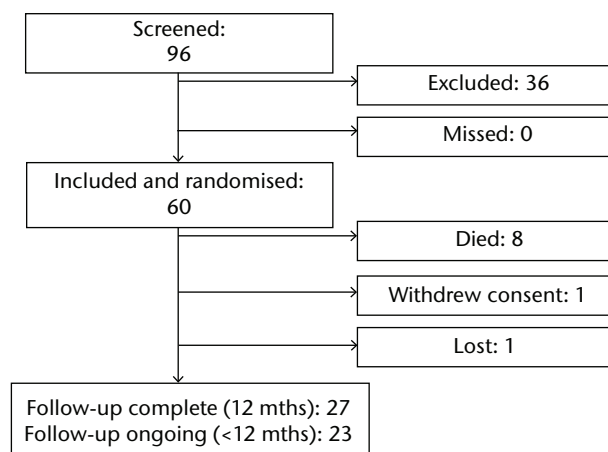 Screened:
96
Excluded: 36
Missed: 0
Included and randomised:
60
Died: 8
Withdrew consent: 1
Lost: 1
Follow-up complete (12 mths): 27
Follow-up ongoing (<12 mths): 23